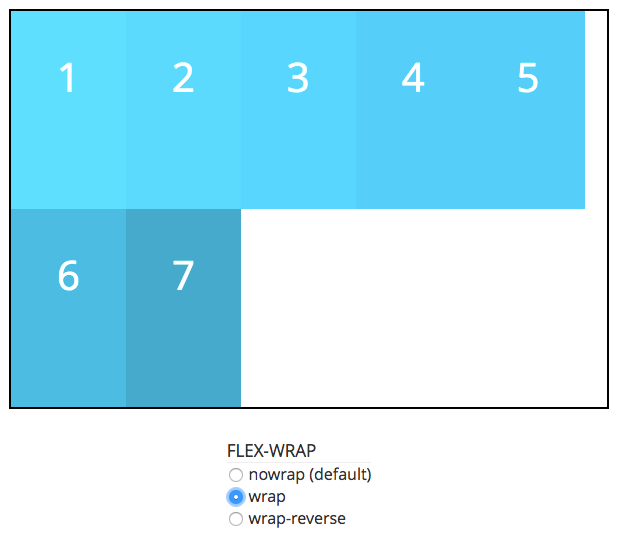 1 2 3 4 5
6 7
FLEX-WRAP
nowrap (default)
wrap
wrap-reverse